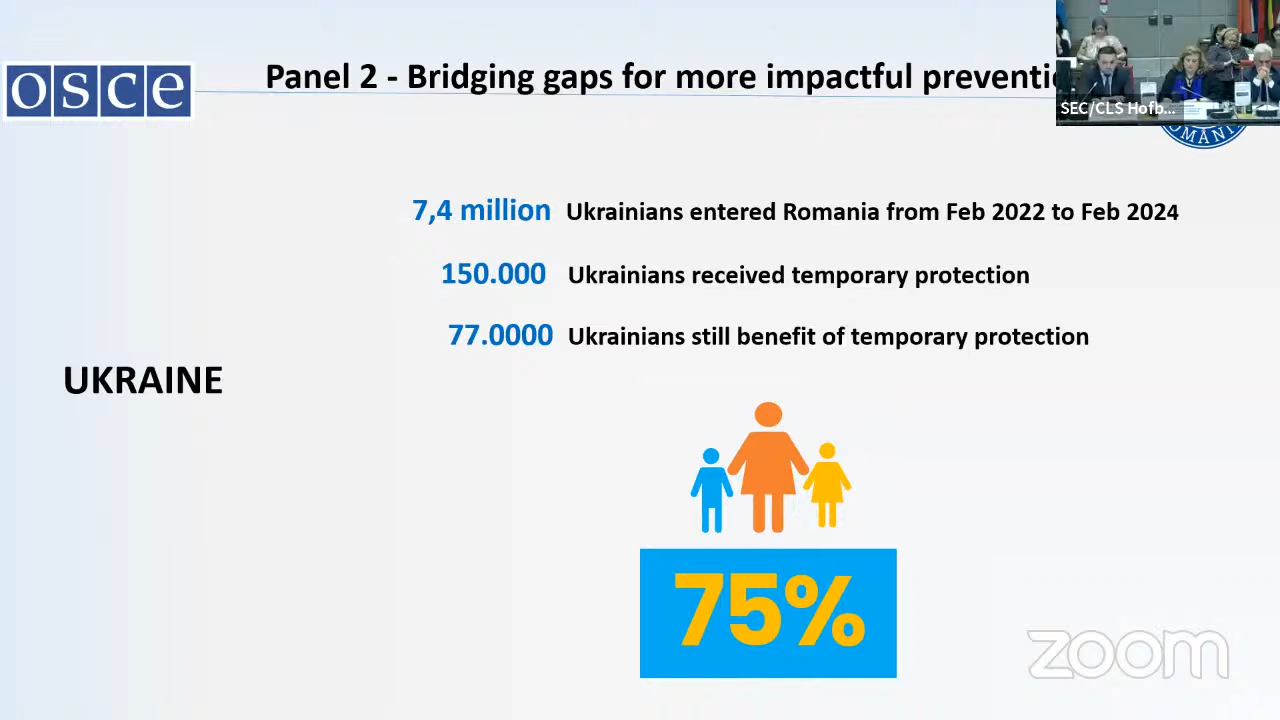 osce
Panel 2 - Bridging gaps for more impactful preventio
SEC/CLS Hofb...
ROMÂNI
7,4 million Ukrainians entered Romania from Feb 2022 to Feb 2024
150.000 Ukrainians received temporary protection
77.0000 Ukrainians still benefit of temporary protection
UKRAINE
75%
zoom